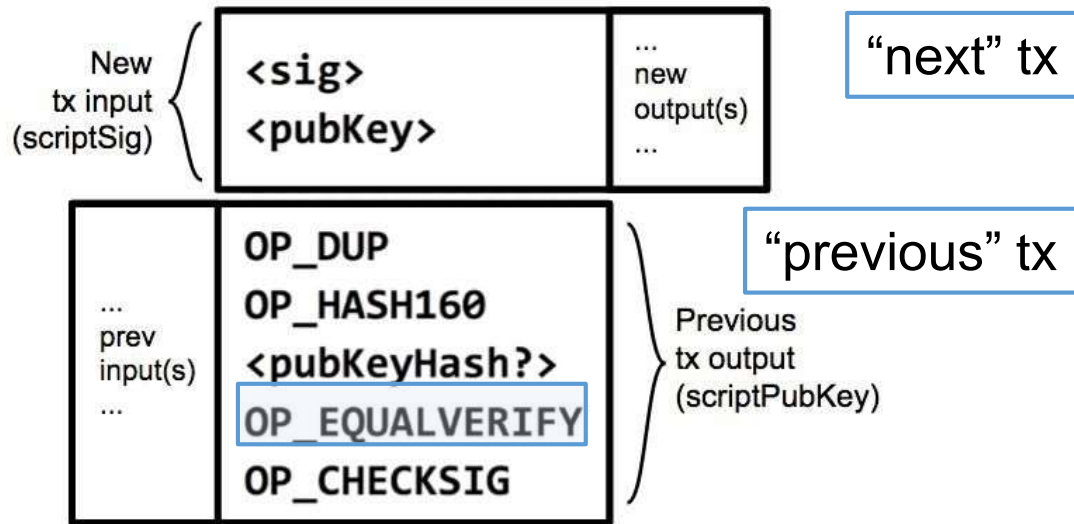 New
tx input
(scriptSig)
<sig>
<pubKey>
...
new
output(s)
...
“next” tx
...
prev
input(s)
...
OP_DUP
OP_HASH160
<pubKeyHash?>
OP_EQUALVERIFY
OP_CHECKSIG
“previous” tx
Previous
tx output
(scriptPubKey)